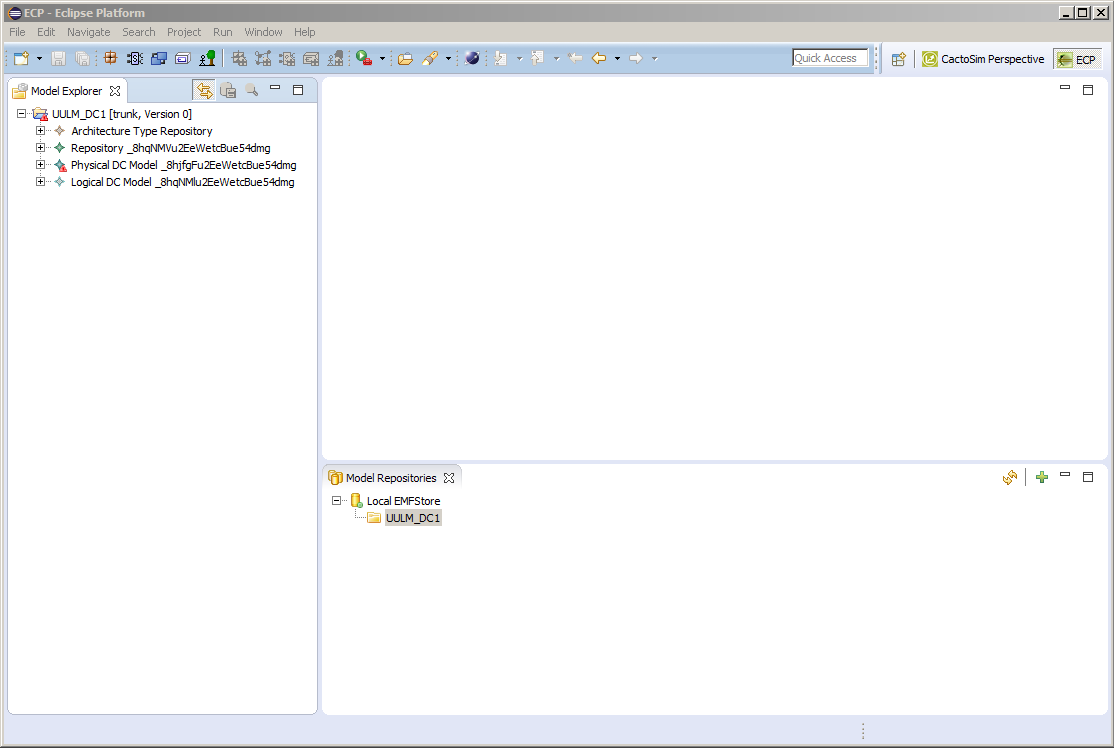 ECP - Eclipse Platform
File Edit Navigate Search Project Run Window Help
Quick Access
CactoSim Perspective
ECP
Model Explorer
UULM_DC1 [trunk, Version 0]
Architecture Type Repository
Repository _8hqNMVu2EeWetcBue54dmg
Physical DC Model _8hjfgFu2EeWetcBue54dmg
Logical DC Model _8hqNMlu2EeWetcBue54dmg
Model Repositories
Local EMFStore
UULM_DC1